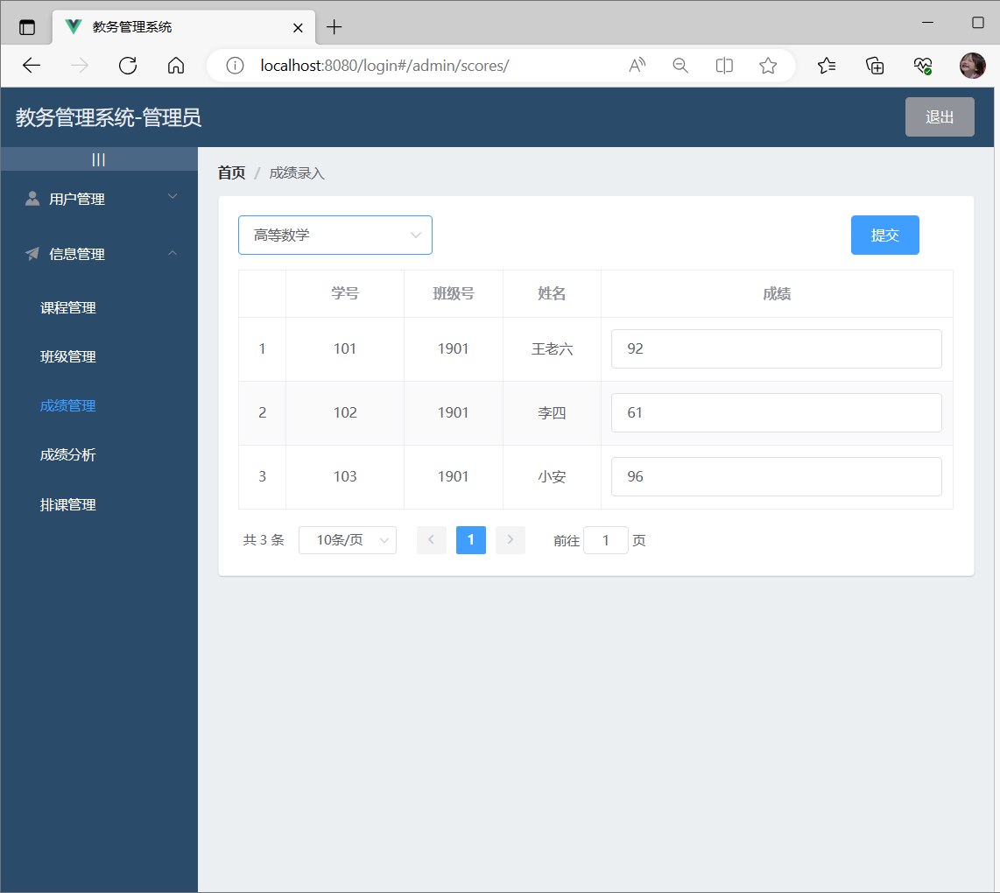 教务管理系统
localhost:8080/login#/admin/scores/
教务管理系统-管理员
退出
|||
首页 / 成绩录入
用户管理
信息管理
课程管理
班级管理
成绩管理
成绩分析
排课管理
高等数学
提交
学号 班级号 姓名 成绩
1 101 1901 王老六 92
2 102 1901 李四 61
3 103 1901 小安 96
共 3 条 10条/页 1 前往 1 页